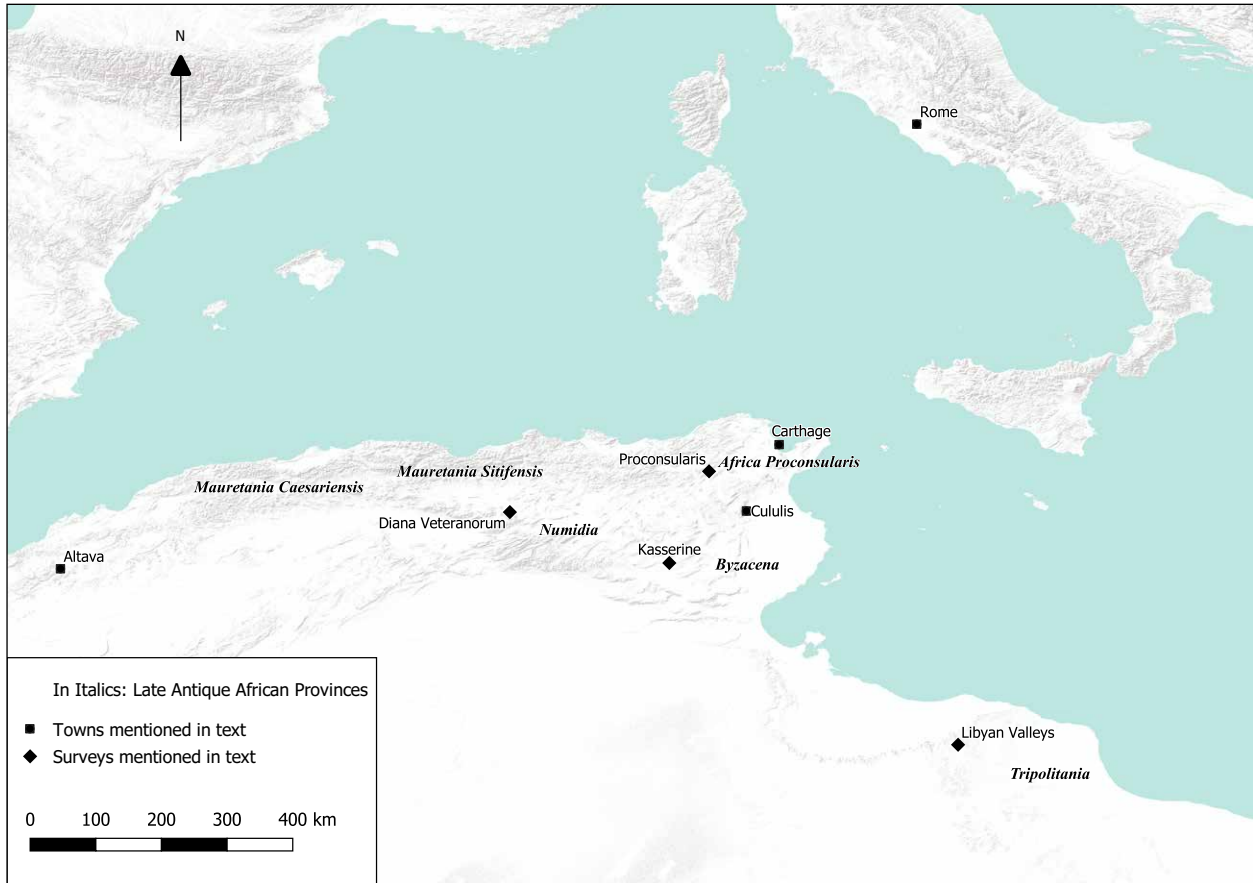 N
Rome
Carthage
Proconsularis
Africa Proconsularis
Mauretania Sitifensis
Mauretania Caesariensis
Diana Veteranorum
Cululis
Numidia
Altava
Kasserine
Byzacena
Libyan Valleys
Tripolitania
In Italics: Late Antique African Provinces
Towns mentioned in text
Surveys mentioned in text
0 100 200 300 400 km